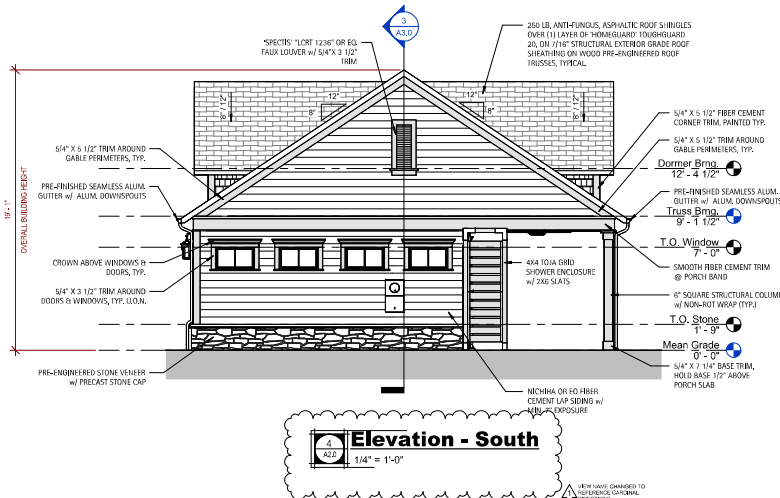 3
A3.0
"SPECTIS" "LCRT 1236" OR EQ.
FAUX LOUVER w/ 5/4"X 3 1/2"
TRIM
250 LB, ANTI-FUNGUS, ASPHALTIC ROOF SHINGLES
OVER (1) LAYER OF 'HOMEGUARD' TOUGHGUARD
20, ON 7/16" STRUCTURAL EXTERIOR GRADE ROOF
SHEATHING ON WOOD PRE-ENGINEERED ROOF
TRUSSES, TYPICAL
12"
12"
8"
8"
8" / 12"
8" / 12"
19' - 1"
OVERALL BUILDING HEIGHT
5/4" X 5 1/2" TRIM AROUND
GABLE PERIMETERS, TYP.
PRE-FINISHED SEAMLESS ALUM.
GUTTER w/ ALUM. DOWNSPOUTS
CROWN ABOVE WINDOWS &
DOORS, TYP.
5/4" X 3 1/2" TRIM AROUND
DOORS & WINDOWS, TYP. U.O.N.
PRE-ENGINEERED STONE VENEER
w/ PRECAST STONE CAP
5/4" X 5 1/2" FIBER CEMENT
CORNER TRIM, PAINTED TYP.
5/4" X 5 1/2" TRIM AROUND
GABLE PERIMETERS, TYP.
Dormer Brng.
12' - 4 1/2"
PRE-FINISHED SEAMLESS ALUM.
GUTTER w/ ALUM. DOWNSPOUTS
Truss Brng.
9' - 1 1/2"
T.O. Window
7' - 0"
4X4 TOJA GRID
SHOWER ENCLOSURE
w/ 2X6 SLATS
SMOOTH FIBER CEMENT TRIM
@ PORCH BAND
6" SQUARE STRUCTURAL COLUM
w/ NON-ROT WRAP (TYP.)
T.O. Stone
1' - 9"
Mean Grade
0' - 0"
5/4" X 7 1/4" BASE TRIM,
HOLD BASE 1/2" ABOVE
PORCH SLAB
NICHIHA OR EQ FIBER
CEMENT LAP SIDING w/
MIN. 7" EXPOSURE
4
A2.0
Elevation - South
1/4" = 1'-0"
1
VIEW NAME CHANGED TO
REFERENCE CARDINAL